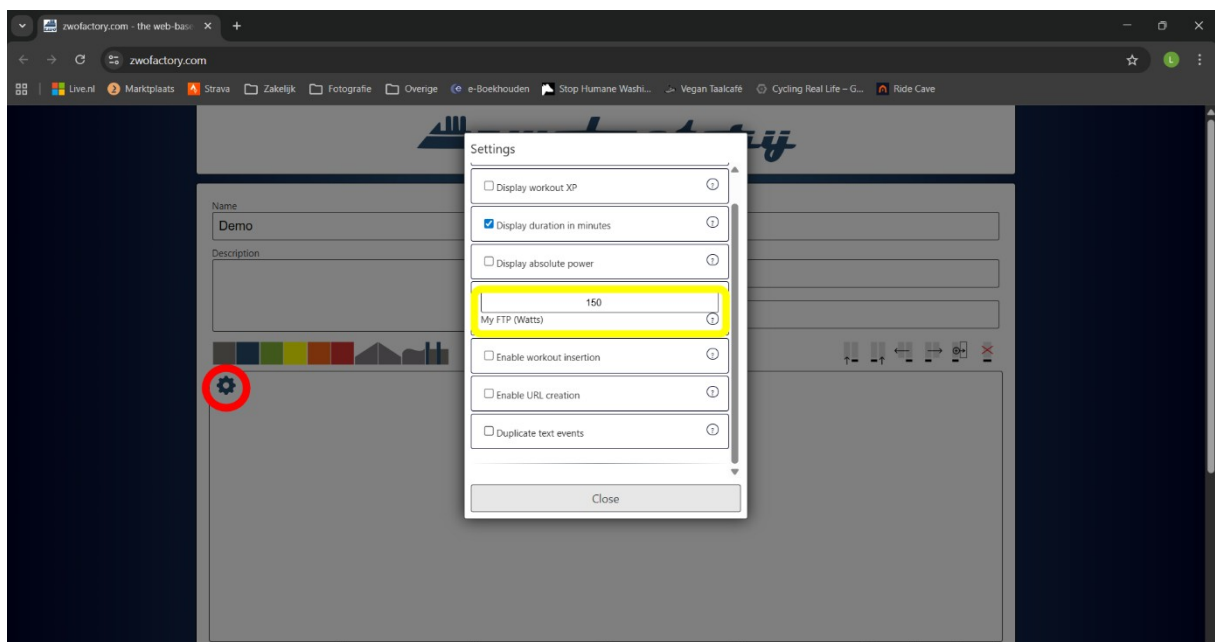 zwofactory.com - the web-base
zwofactory.com
L
Live.nl Marktplaats Strava Zakelijk Fotografie Overige e-Boekhouden Stop Humane Washi... Vegan Taalcafé Cycling Real Life – G... Ride Cave
Settings
Display workout XP ?
Name
Demo
Display duration in minutes ?
Description
Display absolute power ?
150
My FTP (Watts) ?
Enable workout insertion ?
Enable URL creation ?
Duplicate text events ?
Close